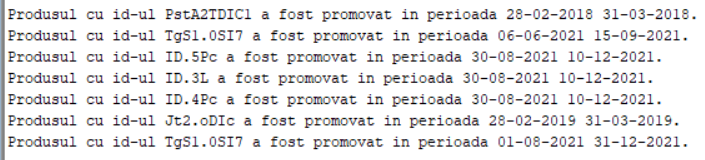 Produsul cu id-ul PstA2TDICl a fost promovat in perioada 28-02-2018 31-03-2018.
Produsul cu id-ul TgS1.0SI7 a fost promovat in perioada 06-06-2021 15-09-2021.
Produsul cu id-ul ID.5Pc a fost promovat in perioada 30-08-2021 10-12-2021.
Produsul cu id-ul ID.3L a fost promovat in perioada 30-08-2021 10-12-2021.
Produsul cu id-ul ID.4Pc a fost promovat in perioada 30-08-2021 10-12-2021.
Produsul cu id-ul Jt2.oDIc a fost promovat in perioada 28-02-2019 31-03-2019.
Produsul cu id-ul TgS1.0SI7 a fost promovat in perioada 01-08-2021 31-12-2021.